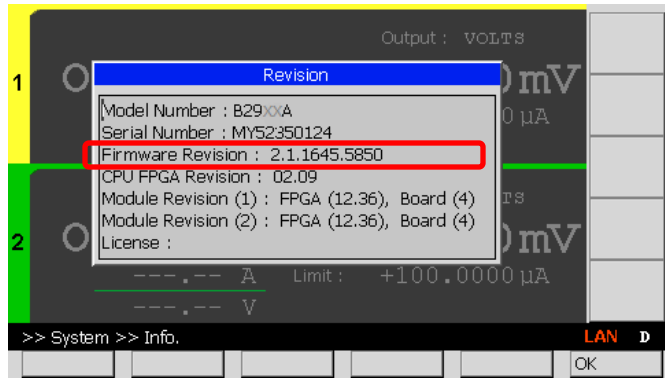 Output : VOLTS
1
Revision
mV
Model Number : B29XXA
0 µA
Serial Number : MY52350124
Firmware Revision : 2.1.1645.5850
CPU FPGA Revision : 02.09
Module Revision (1) : FPGA (12.36), Board (4)
Module Revision (2) : FPGA (12.36), Board (4)
2
mV
License :
---.-- A Limit : +100.0000 µA
---.-- V
>> System >> Info.
LAN D
OK